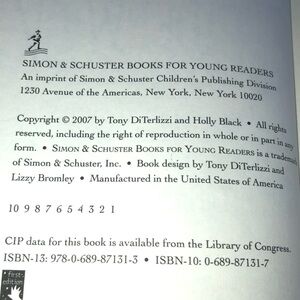 SIMON & SCHUSTER BOOKS FOR YOUNG READERS
An imprint of Simon & Schuster Children's Publishing Division
1230 Avenue of the Americas, New York, New York 10020
Copyright © 2007 by Tony DiTerlizzi and Holly Black • All rights
reserved, including the right of reproduction in whole or in part in any
form. • SIMON & SCHUSTER BOOKS FOR YOUNG READERS is a tradem
of Simon & Schuster, Inc. • Book design by Tony DiTerlizzi and
Lizzy Bromley • Manufactured in the United States of America
10 9 8 7 6 5 4 3 2 1
CIP data for this book is available from the Library of Congress.
ISBN-13: 978-0-689-87131-3 • ISBN-10: 0-689-87131-7
first
edition